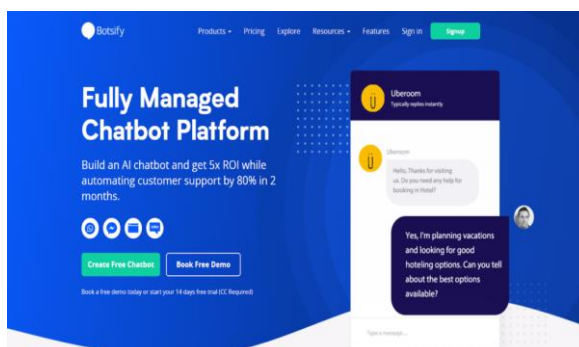 Botsify
Products Pricing Explore Resources Features Sign in Signup
Fully Managed
Chatbot Platform
Build an AI chatbot and get 5x ROI while
automating customer support by 80% in 2
months.
Create Free Chatbot Book Free Demo
Book a free demo today or start your 14 days free trial (CC Required)
ü Uberoom
Typically replies instantly
Uberoom
ü
Hello, Thanks for visiting
us. Do you need any help for
booking in Hotel?
Yes, I'm planning vacations
and looking for good
hoteling options. Can you tell
about the best options
available?
Type a message ...